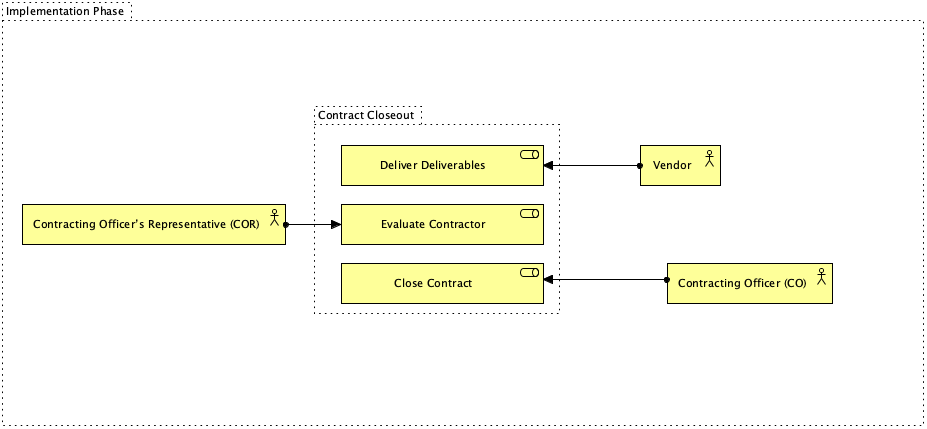 Implementation Phase
Contract Closeout
Deliver Deliverables
Vendor
Contracting Officer's Representative (COR)
Evaluate Contractor
Close Contract
Contracting Officer (CO)